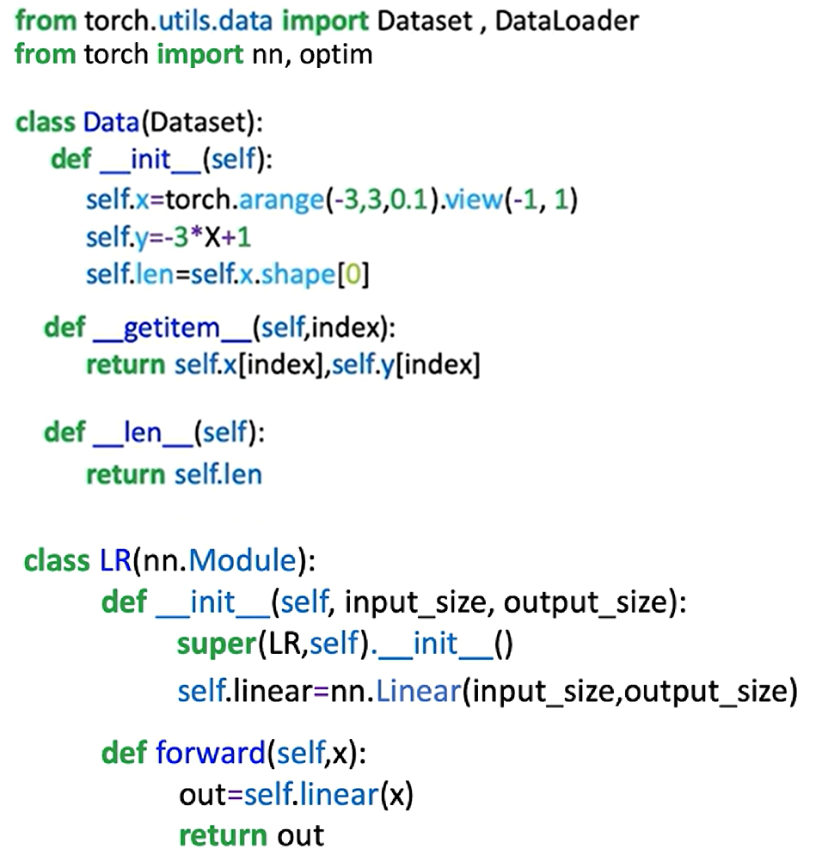 from torch.utils.data import Dataset , DataLoader
from torch import nn, optim
class Data(Dataset):
def __init__(self):
self.x=torch.arange(-3,3,0.1).view(-1, 1)
self.y=-3*X+1
self.len=self.x.shape[0]
def __getitem__(self,index):
return self.x[index],self.y[index]
def __len__(self):
return self.len
class LR(nn.Module):
def __init__(self, input_size, output_size):
super(LR,self).__init__()
self.linear=nn.Linear(input_size,output_size)
def forward(self,x):
out=self.linear(x)
return out